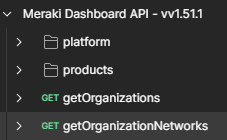 Meraki Dashboard API - vv1.51.1
platform
products
GET getOrganizations
GET getOrganizationNetworks